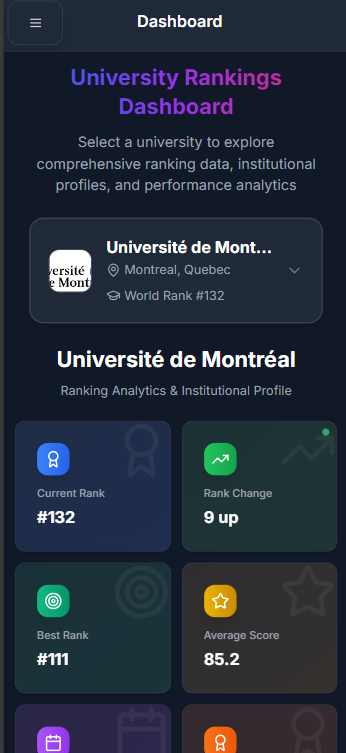 Dashboard
University Rankings
Dashboard
Select a university to explore
comprehensive ranking data, institutional
profiles, and performance analytics
Université de Mont...
versité
e Mont
Montreal, Quebec
World Rank #132
Université de Montréal
Ranking Analytics & Institutional Profile
Current Rank
#132
Rank Change
9 up
Best Rank
#111
Average Score
85.2